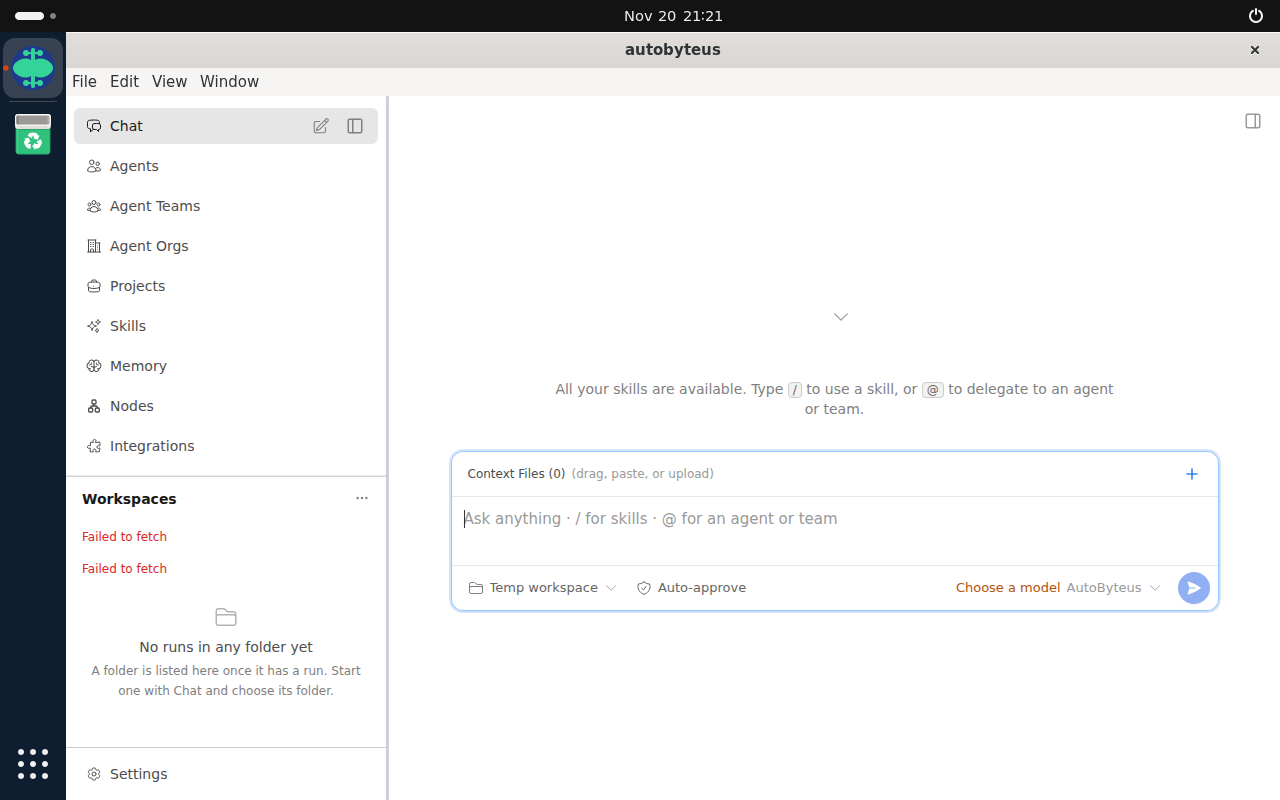 Nov 20 21:21
autobyteus
File Edit View Window
Chat
Agents
Agent Teams
Agent Orgs
Projects
Skills
Memory
Nodes
Integrations
Workspaces
Failed to fetch
Failed to fetch
No runs in any folder yet
A folder is listed here once it has a run. Start
one with Chat and choose its folder.
Settings
All your skills are available. Type / to use a skill, or @ to delegate to an agent
or team.
Context Files (0) (drag, paste, or upload)
Ask anything · / for skills · @ for an agent or team
Temp workspace Auto-approve Choose a model AutoByteus